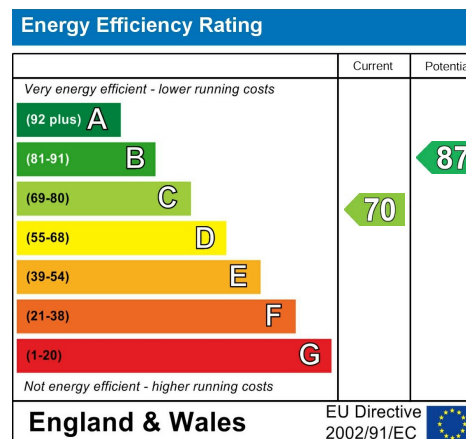 Energy Efficiency Rating
Current Potentia
Very energy efficient - lower running costs
(92 plus) A
(81-91) B
87
(69-80) C
70
(55-68) D
(39-54) E
(21-38) F
(1-20) G
Not energy efficient - higher running costs
England & Wales
EU Directive
2002/91/EC